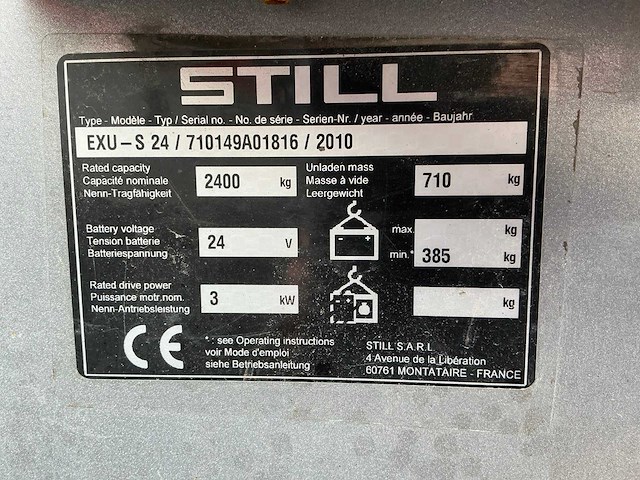 STILL
Type - Modèle - Typ / Serial no. - No. de série - Serien-Nr. / year - année - Baujahr
EXU - S 24 / 710149A01816 / 2010
Rated capacity
Capacité nominale
Nenn-Tragfähigkeit
2400 kg
Unladen mass
Masse à vide
Leergewicht
710 kg
Battery voltage
Tension batterie
Batteriespannung
24 V
- +
max. kg
min.* 385 kg
Rated drive power
Puissance motr.nom.
Nenn-Antriebsleistung
3 kW
kg
CE
* : see Operating instructions
voir Mode d'emploi
siehe Betriebsanleitung
STILL S.A.R.L
4 Avenue de la Libération
60761 MONTATAIRE - FRANCE